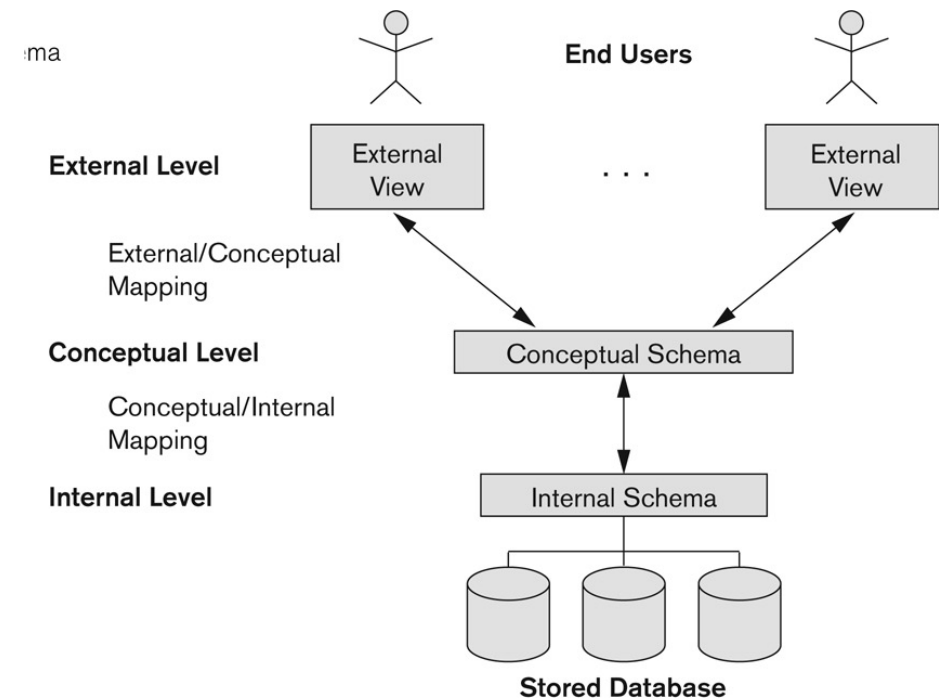 End Users
External Level
External
View
. . .
External
View
External/Conceptual
Mapping
Conceptual Level
Conceptual Schema
Conceptual/Internal
Mapping
Internal Level
Internal Schema
Stored Database